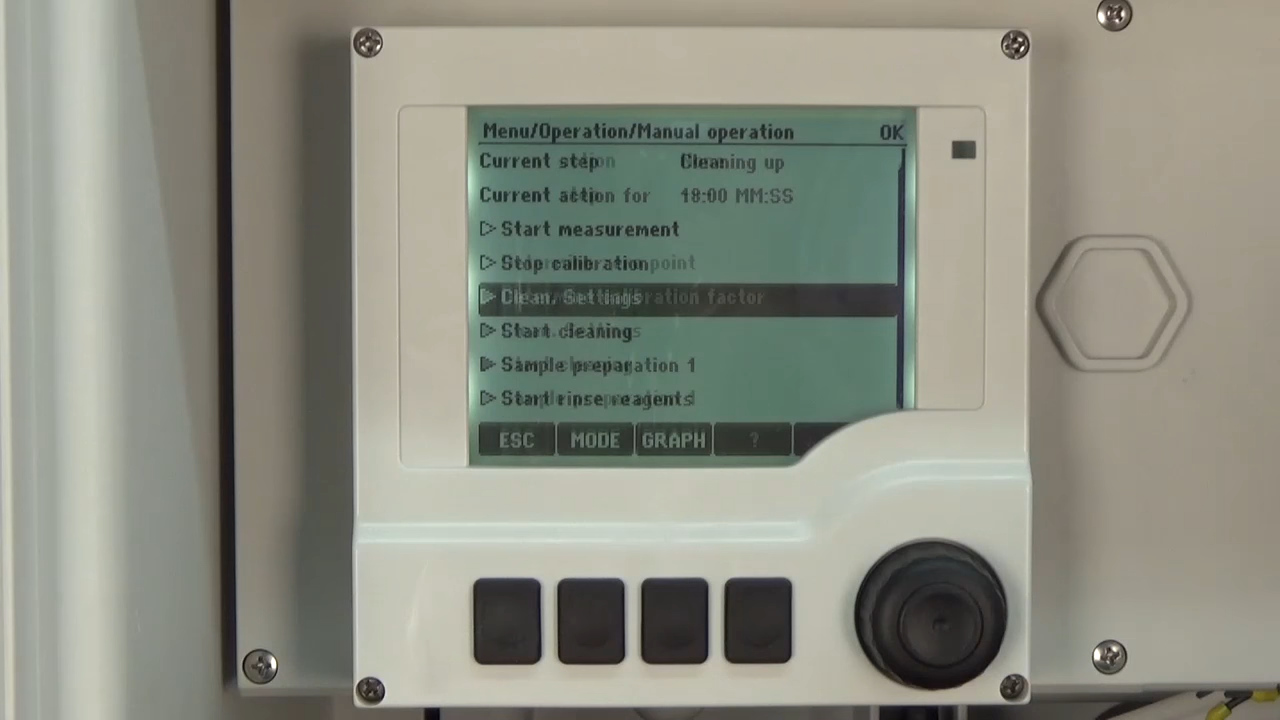 Menu/Operation/Manual operation OK
Current step Cleaning up
Current action for :00 MM:SS
Start measurement
Stop calibration
Clean. Settings
Start cleaning
Sample preparation 1
Start rinse reagents
ESC MODE GRAPH ?